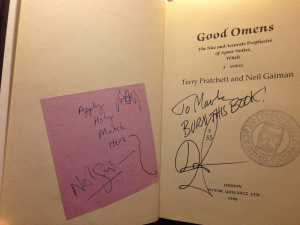 Apply
Holy
Match
Here
Good Omens
The Nice and Accurate Prophecies
of Agnes Nutter,
Witch
A NOVEL
Terry Pratchett and Neil Gaiman
To
BURN THIS BOOK!
LONDON
VICTOR GOLLANCZ LTD
1990